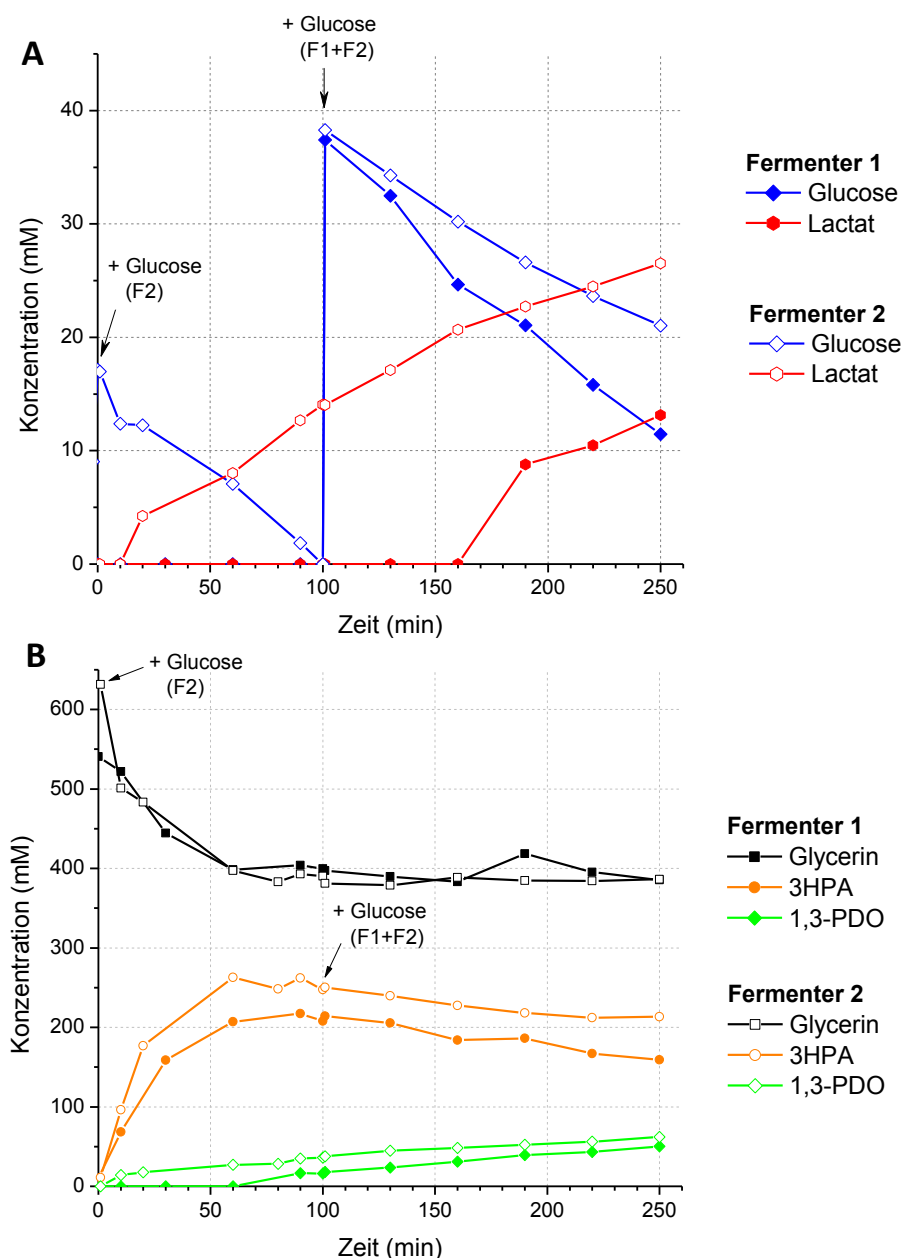 + Glucose
(F1+F2)
A
40
30
20
10
0
Konzentration (mM)
+ Glucose
(F2)
0
50
100
150
200
250
Zeit (min)
Fermenter 1
Glucose
Lactat
Fermenter 2
Glucose
Lactat
B
+ Glucose
(F2)
600
500
400
300
200
100
0
Konzentration (mM)
+ Glucose
(F1+F2)
0
50
100
150
200
250
Zeit (min)
Fermenter 1
Glycerin
3HPA
1,3-PDO
Fermenter 2
Glycerin
3HPA
1,3-PDO